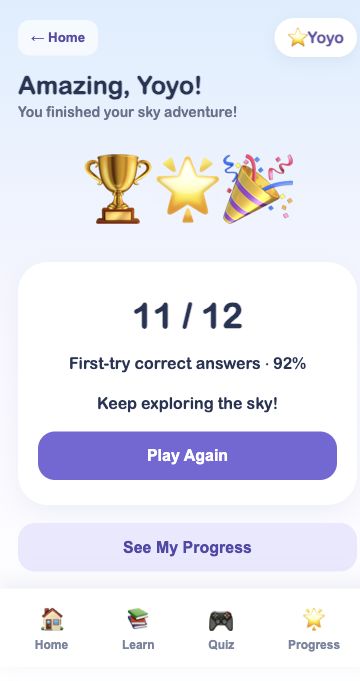 ← Home
Yoyo
Amazing, Yoyo!
You finished your sky adventure!
11 / 12
First-try correct answers · 92%
Keep exploring the sky!
Play Again
See My Progress
Home
Learn
Quiz
Progress